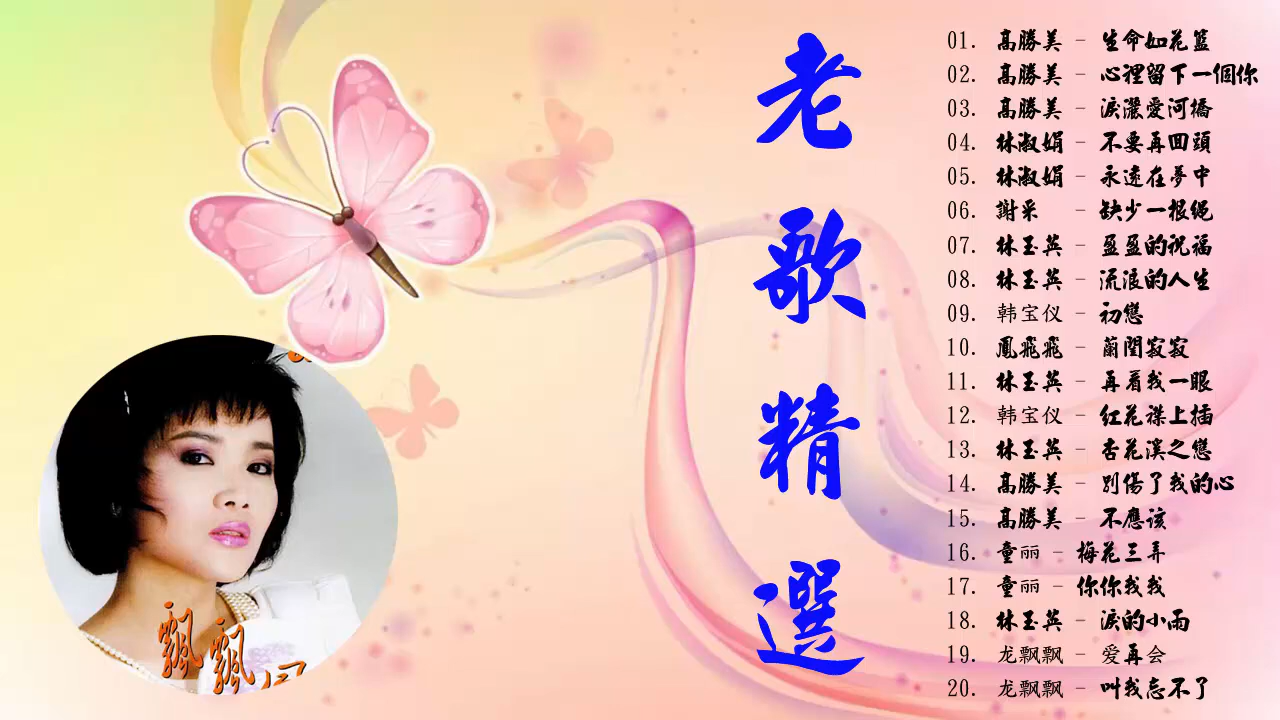 老歌精選
01. 高勝美 - 生命如花籃
02. 高勝美 - 心裡留下一個你
03. 高勝美 - 淚灑愛河橋
04. 林淑娟 - 不要再回頭
05. 林淑娟 - 永遠在夢中
06. 謝采 - 缺少一根繩
07. 林玉英 - 盈盈的祝福
08. 林玉英 - 流浪的人生
09. 韩宝仪 - 初戀
10. 鳳飛飛 - 蘭閨寂寂
11. 林玉英 - 再看我一眼
12. 韩宝仪 - 红花襟上插
13. 林玉英 - 杏花溪之戀
14. 高勝美 - 別傷了我的心
15. 高勝美 - 不應该
16. 童丽 - 梅花三弄
17. 童丽 - 你你我我
18. 林玉英 - 淚的小雨
19. 龙飘飘 - 爱再会
20. 龙飘飘 - 叫我忘不了
飄飄